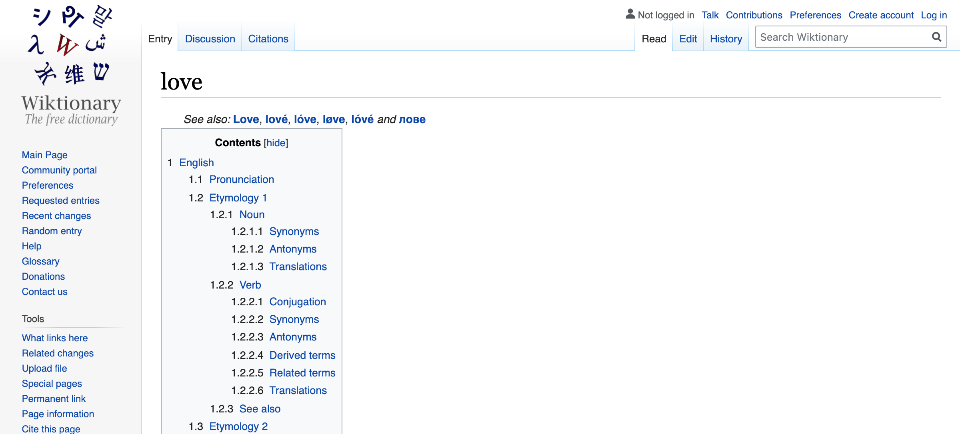 Not logged in Talk Contributions Preferences Create account Log in
Entry Discussion Citations Read Edit History Search Wiktionary
シ 말
λ W ش
维 ש
Wiktionary
The free dictionary
love
See also: Love, lové, lóve, løve, lóvé and лове
Contents [hide]
1 English
1.1 Pronunciation
1.2 Etymology 1
1.2.1 Noun
1.2.1.1 Synonyms
1.2.1.2 Antonyms
1.2.1.3 Translations
1.2.2 Verb
1.2.2.1 Conjugation
1.2.2.2 Synonyms
1.2.2.3 Antonyms
1.2.2.4 Derived terms
1.2.2.5 Related terms
1.2.2.6 Translations
1.2.3 See also
1.3 Etymology 2
Main Page
Community portal
Preferences
Requested entries
Recent changes
Random entry
Help
Glossary
Donations
Contact us
Tools
What links here
Related changes
Upload file
Special pages
Permanent link
Page information
Cite this page